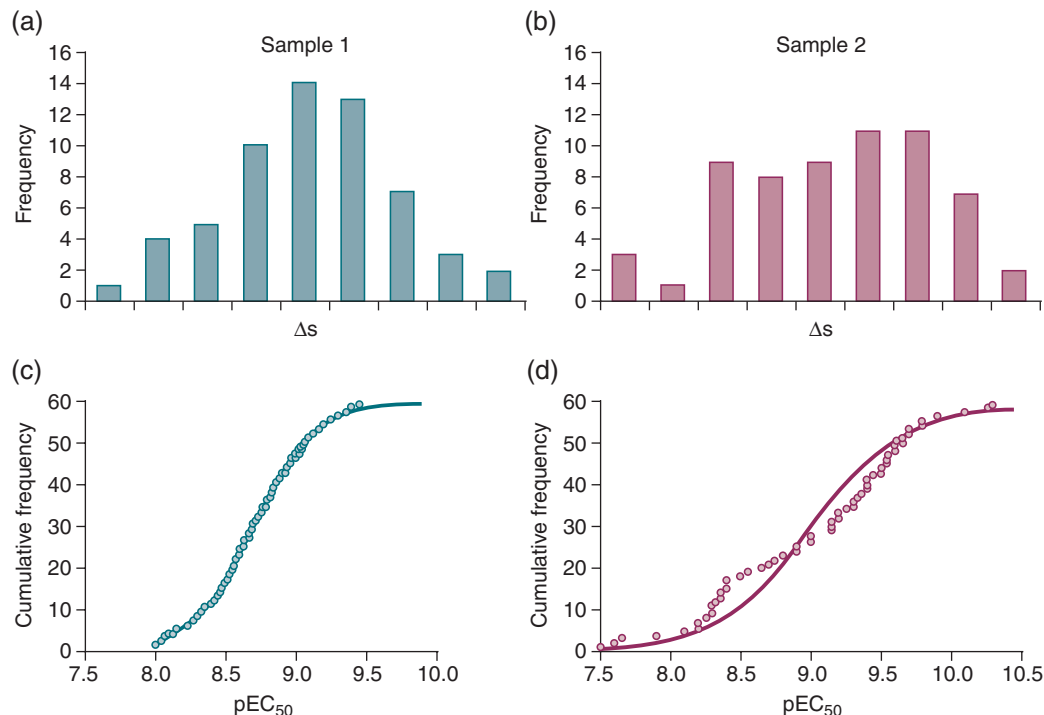 (a)
Sample 1
Frequency
16
14
12
10
8
6
4
2
0
Δs
(b)
Sample 2
Frequency
16
14
12
10
8
6
4
2
0
Δs
(c)
Cumulative frequency
60
50
40
30
20
10
0
7.5 8.0 8.5 9.0 9.5 10.0
pEC50
(d)
Cumulative frequency
60
50
40
30
20
10
0
7.5 8.0 8.5 9.0 9.5 10.0 10.5
pEC50